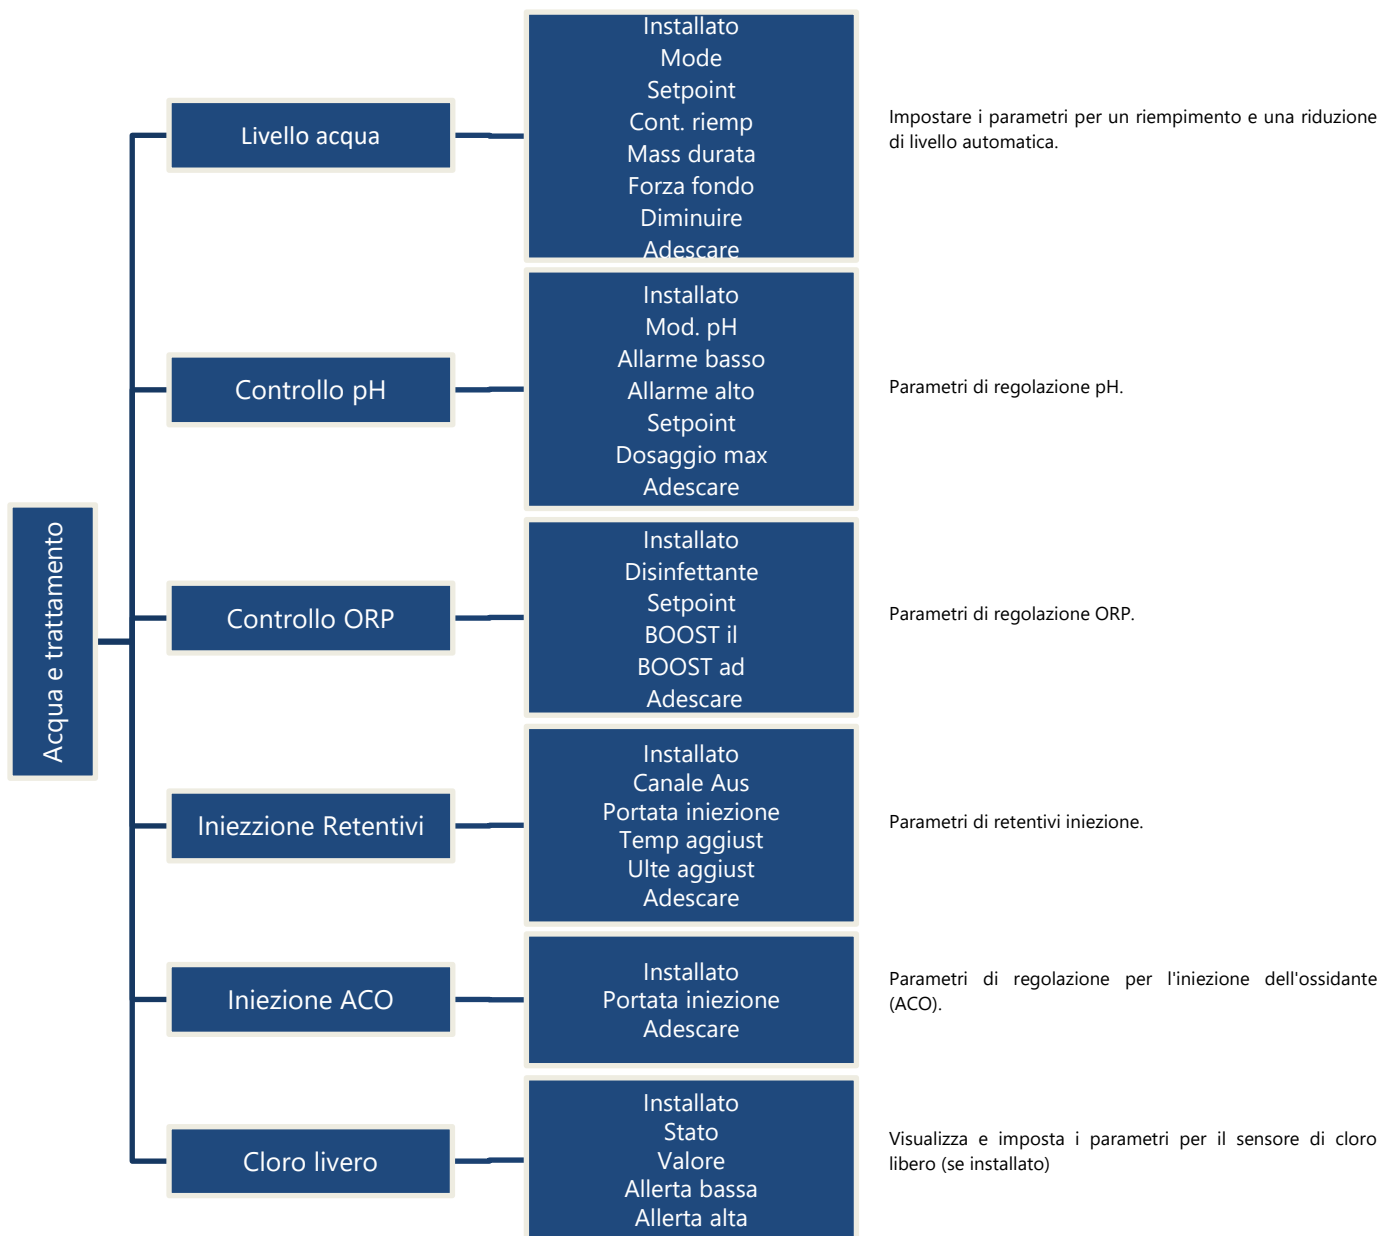 Acqua e trattamento
Livello acqua
Installato
Mode
Setpoint
Cont. riemp
Mass durata
Forza fondo
Diminuire
Adescare
Impostare i parametri per un riempimento e una riduzione
di livello automatica.
Controllo pH
Installato
Mod. pH
Allarme basso
Allarme alto
Setpoint
Dosaggio max
Adescare
Parametri di regolazione pH.
Controllo ORP
Installato
Disinfettante
Setpoint
BOOST il
BOOST ad
Adescare
Parametri di regolazione ORP.
Iniezzione Retentivi
Installato
Canale Aus
Portata iniezione
Temp aggiust
Ulte aggiust
Adescare
Parametri di retentivi iniezione.
Iniezione ACO
Installato
Portata iniezione
Adescare
Parametri di regolazione per l'iniezione dell'ossidante
(ACO).
Cloro livero
Installato
Stato
Valore
Allerta bassa
Allerta alta
Visualizza e imposta i parametri per il sensore di cloro
libero (se installato)